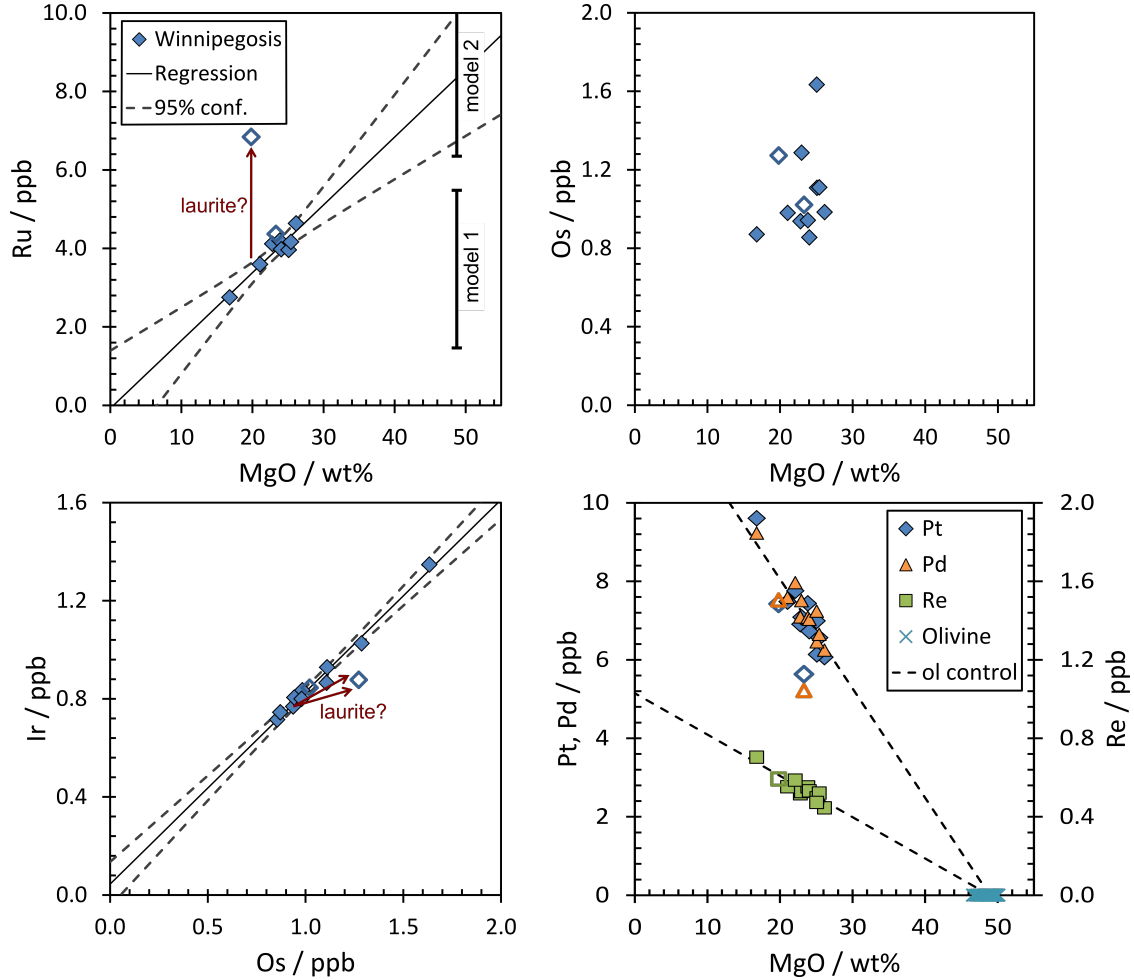 10.0
8.0
6.0
4.0
2.0
0.0
Ru / ppb
Winnipegosis
Regression
95% conf.
laurite?
model 2
model 1
0 10 20 30 40 50
MgO / wt%
2.0
1.6
1.2
0.8
0.4
0.0
Os / ppb
0 10 20 30 40 50
MgO / wt%
1.6
1.2
0.8
0.4
0.0
Ir / ppb
laurite?
0.0 0.5 1.0 1.5 2.0
Os / ppb
10
8
6
4
2
0
Pt, Pd / ppb
Pt
Pd
Re
Olivine
ol control
2.0
1.6
1.2
0.8
0.4
0.0
Re / ppb
0 10 20 30 40 50
MgO / wt%